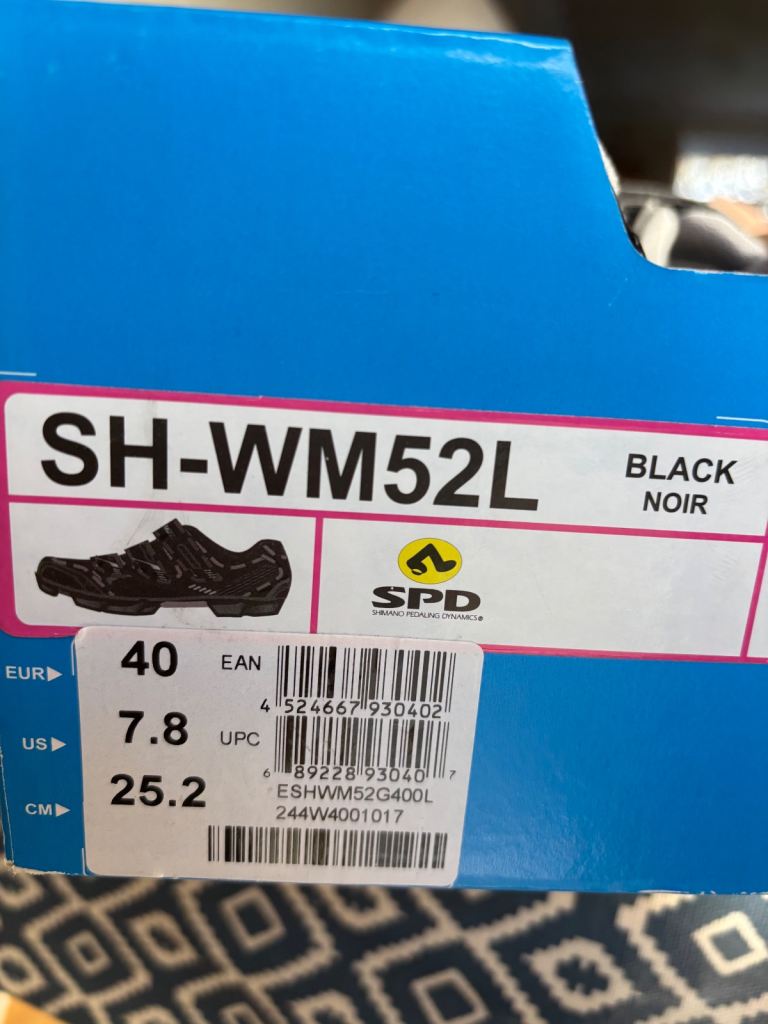 SH-WM52L
BLACK
NOIR
SPD
SHIMANO PEDALING DYNAMICS®
EUR 40
EAN
4 524667 930402
US 7.8
UPC
6 89228 93040 7
CM 25.2
ESHWM52G400L
244W4001017